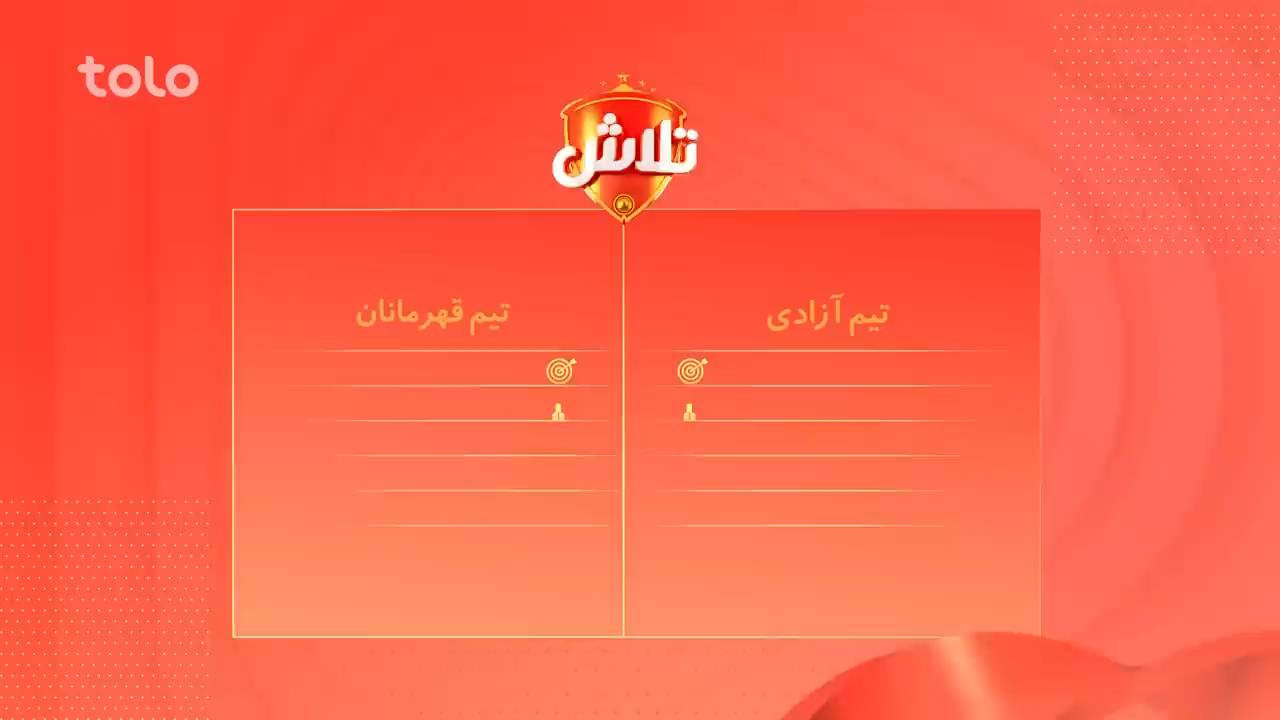 tolo
تلاش
تیم آزادی
تیم قهرمانان